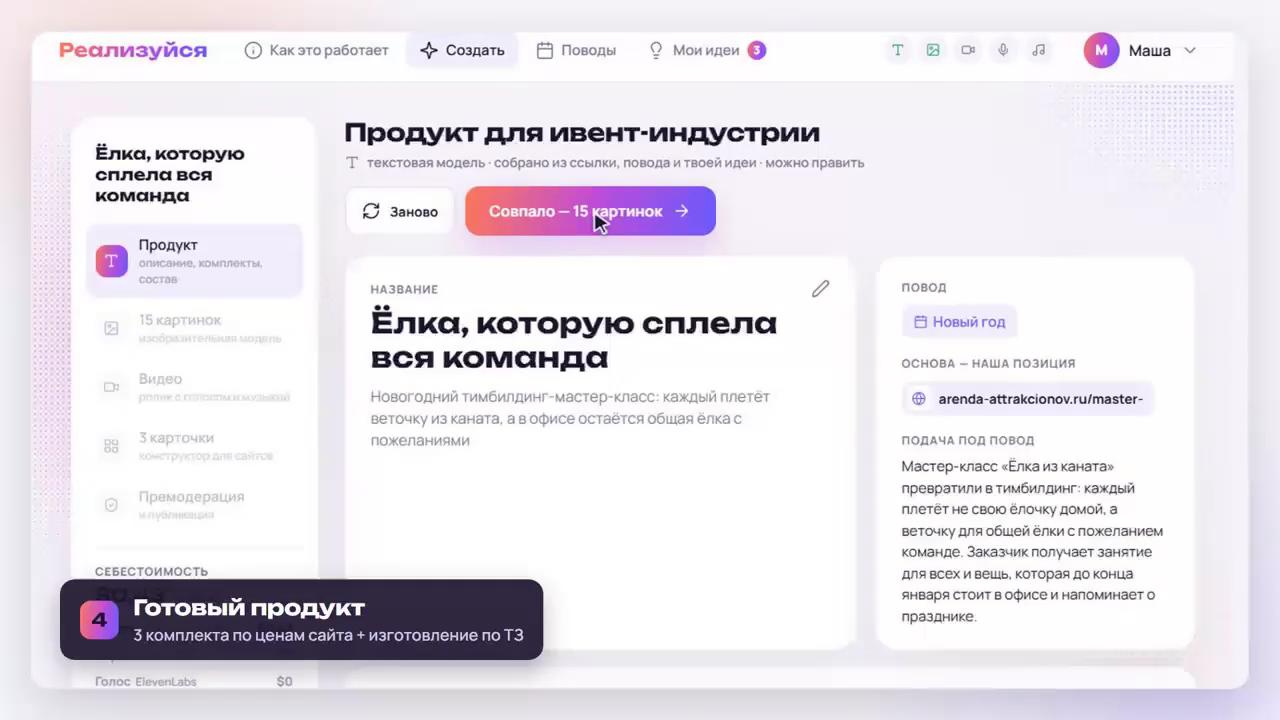 Реализуйся
Как это работает
Создать
Поводы
Мои идеи 3
М Маша
Ёлка, которую
сплела вся
команда
Продукт
описание, комплекты,
состав
15 картинок
изобразительная модель
Видео
ролик с голосом и музыкой
3 карточки
конструктор для сайтов
Премодерация
и публикация
СЕБЕСТОИМОСТЬ
Голос ElevenLabs $0
Продукт для ивент-индустрии
текстовая модель · собрано из ссылки, повода и твоей идеи · можно править
Заново
Совпало — 15 картинок →
НАЗВАНИЕ
Ёлка, которую сплела
вся команда
Новогодний тимбилдинг-мастер-класс: каждый плетёт
веточку из каната, а в офисе остаётся общая ёлка с
пожеланиями
ПОВОД
Новый год
ОСНОВА — НАША ПОЗИЦИЯ
arenda-attrakcionov.ru/master-
ПОДАЧА ПОД ПОВОД
Мастер-класс «Ёлка из каната»
превратили в тимбилдинг: каждый
плетёт не свою ёлочку домой, а
веточку для общей ёлки с пожеланием
команде. Заказчик получает занятие
для всех и вещь, которая до конца
января стоит в офисе и напоминает о
празднике.
4 Готовый продукт
3 комплекта по ценам сайта + изготовление по ТЗ